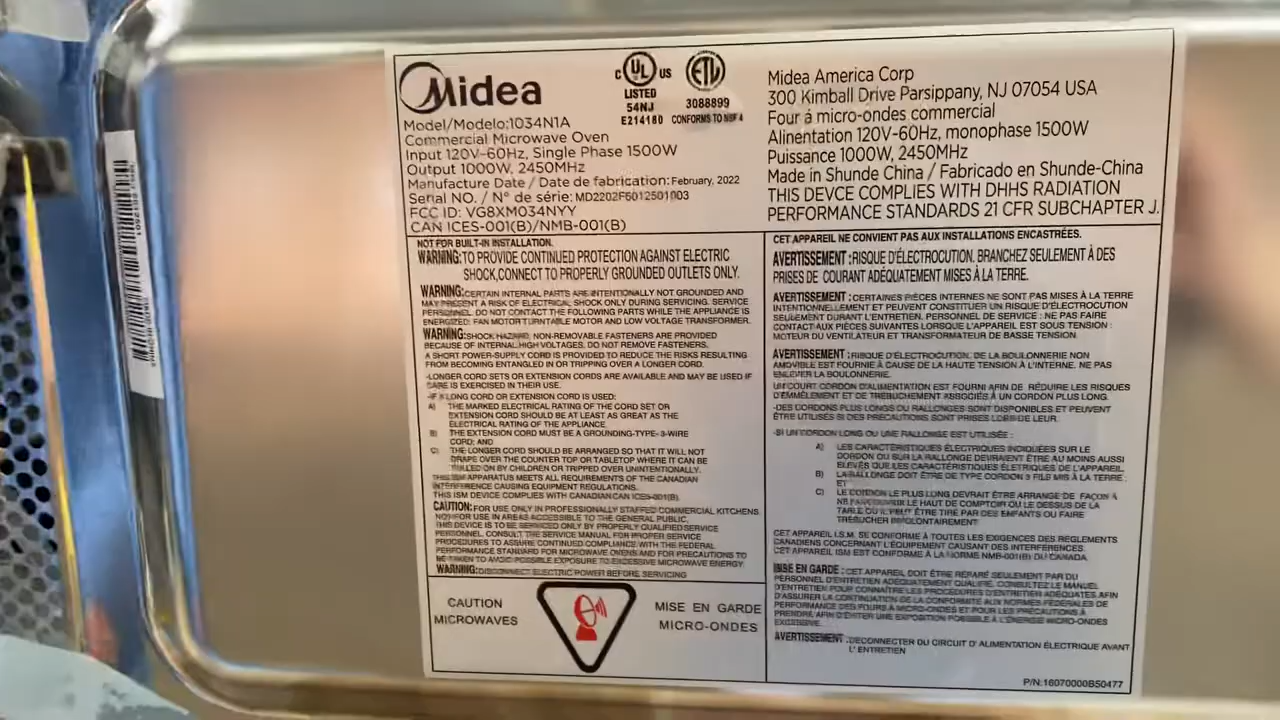 Midea
C UL US
LISTED
54NJ
E214180
ETL
3088899
CONFORMS TO NSF 4
Model/Modelo:1034N1A
Commercial Microwave Oven
Input 120V~60Hz, Single Phase 1500W
Output 1000W, 2450MHz
Manufacture Date / Date de fabrication: February, 2022
Serial NO. / N° de série: MD2202F6012501003
FCC ID: VG8XM034NYY
CAN ICES-001(B)/NMB-001(B)
Midea America Corp
300 Kimball Drive Parsippany, NJ 07054 USA
Four á micro-ondes commercial
Alinentation 120V~60Hz, monophase 1500W
Puissance 1000W, 2450MHz
Made in Shunde China / Fabricado en Shunde-China
THIS DEVCE COMPLIES WITH DHHS RADIATION
PERFORMANCE STANDARDS 21 CFR SUBCHAPTER J.
NOT FOR BUILT-IN INSTALLATION.
WARNING: TO PROVIDE CONTINUED PROTECTION AGAINST ELECTRIC
SHOCK,CONNECT TO PROPERLY GROUNDED OUTLETS ONLY.
WARNING: CERTAIN INTERNAL PARTS ARE INTENTIONALLY NOT GROUNDED AND
MAY PRESENT A RISK OF ELECTRICAL SHOCK ONLY DURING SERVICING. SERVICE
PERSONNEL. DO NOT CONTACT THE FOLLOWING PARTS WHILE THE APPLIANCE IS
ENERGIZED: FAN MOTOR TURNTABLE MOTOR AND LOW VOLTAGE TRANSFORMER.
WARNING: SHOCK HAZARD. NON-REMOVABLE FASTENERS ARE PROVIDED
BECAUSE OF INTERNAL HIGH VOLTAGES. DO NOT REMOVE FASTENERS.
A SHORT POWER-SUPPLY CORD IS PROVIDED TO REDUCE THE RISKS RESULTING
FROM BECOMING ENTANGLED IN OR TRIPPING OVER A LONGER CORD.
-LONGER CORD SETS OR EXTENSION CORDS ARE AVAILABLE AND MAY BE USED IF
CARE IS EXERCISED IN THEIR USE.
-IF A LONG CORD OR EXTENSION CORD IS USED:
A) THE MARKED ELECTRICAL RATING OF THE CORD SET OR
EXTENSION CORD SHOULD BE AT LEAST AS GREAT AS THE
ELECTRICAL RATING OF THE APPLIANCE.
B) THE EXTENSION CORD MUST BE A GROUNDING-TYPE-3-WIRE
CORD; AND
C) THE LONGER CORD SHOULD BE ARRANGED SO THAT IT WILL NOT
DRAPE OVER THE COUNTER TOP OR TABLETOP WHERE IT CAN BE
PULLED ON BY CHILDREN OR TRIPPED OVER UNINTENTIONALLY.
THIS ISM APPARATUS MEETS ALL REQUIREMENTS OF THE CANADIAN
INTERFERENCE CAUSING EQUIPMENT REGULATIONS.
THIS ISM DEVICE COMPLIES WITH CANADIAN ICES-001(B).
CAUTION: FOR USE ONLY IN PROFESSIONALLY STAFFED COMMERCIAL KITCHENS
NOT FOR USE IN AREAS ACCESSIBLE TO THE GENERAL PUBLIC.
THIS DEVICE IS TO BE SERVICED ONLY BY PROPERLY QUALIFIED SERVICE
PERSONNEL. CONSULT THE SERVICE MANUAL FOR PROPER SERVICE
PROCEDURES TO ASSURE CONTINUED COMPLIANCE WITH THE FEDERAL
PERFORMANCE STANDARD FOR MICROWAVE OVENS AND FOR PRECAUTIONS TO
BE TAKEN TO AVOID POSSIBLE EXPOSURE TO EXCESSIVE MICROWAVE ENERGY.
WARNING: DISCONNECT ELECTRIC POWER BEFORE SERVICING
CAUTION
MICROWAVES
MISE EN GARDE
MICRO-ONDES
CET APPAREIL NE CONVIENT PAS AUX INSTALLATIONS ENCASTRÉES.
AVERTISSEMENT : RISQUE D'ÉLECTROCUTION. BRANCHEZ SEULEMENT À DES
PRISES DE COURANT ADÉQUATEMENT MISES À LA TERRE.
AVERTISSEMENT : CERTAINES PIÈCES INTERNES NE SONT PAS MISES À LA TERRE
INTENTIONNELLEMENT ET PEUVENT CONSTITUER UN RISQUE D'ÉLECTROCUTION
SEULEMENT DURANT L'ENTRETIEN. PERSONNEL DE SERVICE : NE PAS FAIRE
CONTACT AUX PIÈCES SUIVANTES LORSQUE L'APPAREIL EST SOUS TENSION :
MOTEUR DU VENTILATEUR ET TRANSFORMATEUR DE BASSE TENSION.
AVERTISSEMENT : RISQUE D'ÉLECTROCUTION. DE LA BOULONNERIE NON
AMOVIBLE EST FOURNIE À CAUSE DE LA HAUTE TENSION À L'INTERNE. NE PAS
ENLEVER LA BOULONNERIE.
UN COURT CORDON D'ALIMENTATION EST FOURNI AFIN DE RÉDUIRE LES RISQUES
D'EMMÊLEMENT ET DE TRÉBUCHEMENT ASSOCIÉS À UN CORDON PLUS LONG.
-DES CORDONS PLUS LONGS OU RALLONGES SONT DISPONIBLES ET PEUVENT
ÊTRE UTILISÉS SI DES PRÉCAUTIONS SONT PRISES LORS DE LEUR.
-SI UN CORDON LONG OU UNE RALLONGE EST UTILISÉE :
A) LES CARACTÉRISTIQUES ÉLECTRIQUES INDIQUÉES SUR LE
CORDON OU SUR LA RALLONGE DEVRAIENT ÊTRE AU MOINS AUSSI
ÉLEVÉS QUE LES CARACTÉRISTIQUES ÉLETRIQUES DE L'APPAREIL.
B) LA RALLONGE DOIT ÊTRE DE TYPE CORDON 3 FILS MIS À LA TERRE ;
ET
C) LE CORDON LE PLUS LONG DEVRAIT ÊTRE ARRANGÉ DE FAÇON À
LE HAUT DE COMPTOIR OU LE DESSUS DE LA
TABLE OÙ IL PEUT ÊTRE TIRÉ PAR DES ENFANTS OU FAIRE
TRÉBUCHER INVOLONTAIREMENT.
CET APPAREIL I.S.M. SE CONFORME À TOUTES LES EXIGENCES DES RÈGLEMENTS
CANADIENS CONCERNANT L'ÉQUIPEMENT CAUSANT DES INTERFÉRENCES.
CET APPAREIL ISM EST CONFORME À LA NORME NMB-001(B) DU CANADA.
MISE EN GARDE : CET APPAREIL DOIT ÊTRE RÉPARÉ SEULEMENT PAR DU
PERSONNEL D'ENTRETIEN ADÉQUATEMENT QUALIFIÉ. CONSULTEZ LE MANUEL
D'ENTRETIEN POUR CONNAÎTRE LES PROCÉDURES D'ENTRETIEN ADÉQUATES AFIN
D'ASSURER LA CONTINUATION DE LA CONFORMITÉ AUX NORMES FÉDÉRALES DE
PERFORMANCE DES FOURS À MICRO-ONDES ET POUR LES PRÉCAUTIONS À
PRENDRE AFIN D'ÉVITER UNE EXPOSITION POSSIBLE À L'ÉNERGIE MICRO-ONDES
EXCESSIVE.
AVERTISSEMENT : DÉCONNECTER DU CIRCUIT D' ALIMENTATION ÉLECTRIQUE AVANT
L' ENTRETIEN
P/N:16070000B50477